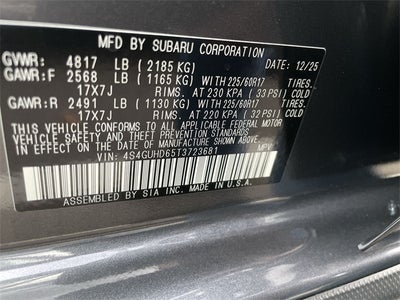 MFD BY SUBARU CORPORATION
GVWR: 4817 LB (2185 KG) DATE: 12/25
GAWR:F 2568 LB (1165 KG) WITH 225/60R17 TIRES,
17X7J RIMS, AT 230 KPA (33 PSI) COLD
GAWR:R 2491 LB (1130 KG) WITH 225/60R17 TIRES,
17X7J RIMS, AT 220 KPA (32 PSI) COLD
THIS VEHICLE CONFORMS TO ALL APPLICABLE FEDERAL MOTOR
VEHICLE SAFETY, BUMPER, AND THEFT PREVENTION STANDARDS
IN EFFECT ON THE DATE OF MANUFACTURE SHOWN ABOVE.
VIN: 4S4GUHD65T3723681 MPV
ASSEMBLED BY SIA INC. MADE IN U.S.A.